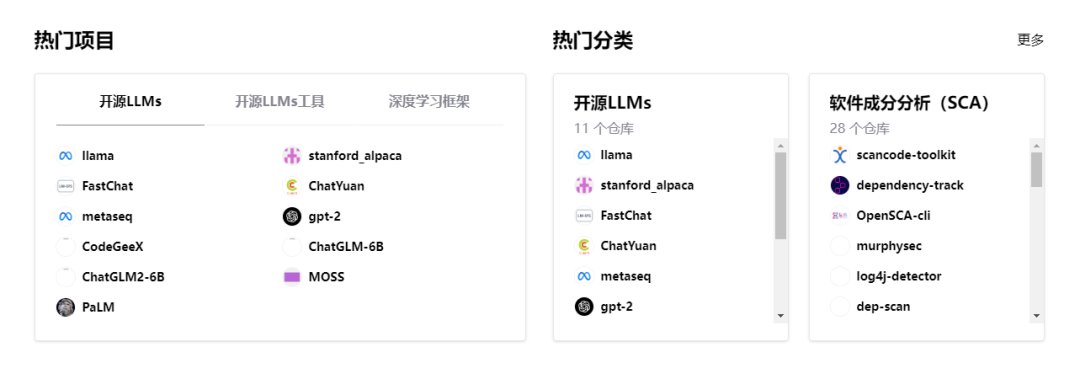 热门项目
开源LLMs 开源LLMs工具 深度学习框架
llama stanford_alpaca
FastChat ChatYuan
metaseq gpt-2
CodeGeeX ChatGLM-6B
ChatGLM2-6B MOSS
PaLM
热门分类 更多
开源LLMs
11 个仓库
llama
stanford_alpaca
FastChat
ChatYuan
metaseq
gpt-2
软件成分分析（SCA）
28 个仓库
scancode-toolkit
dependency-track
OpenSCA-cli
murphysec
log4j-detector
dep-scan